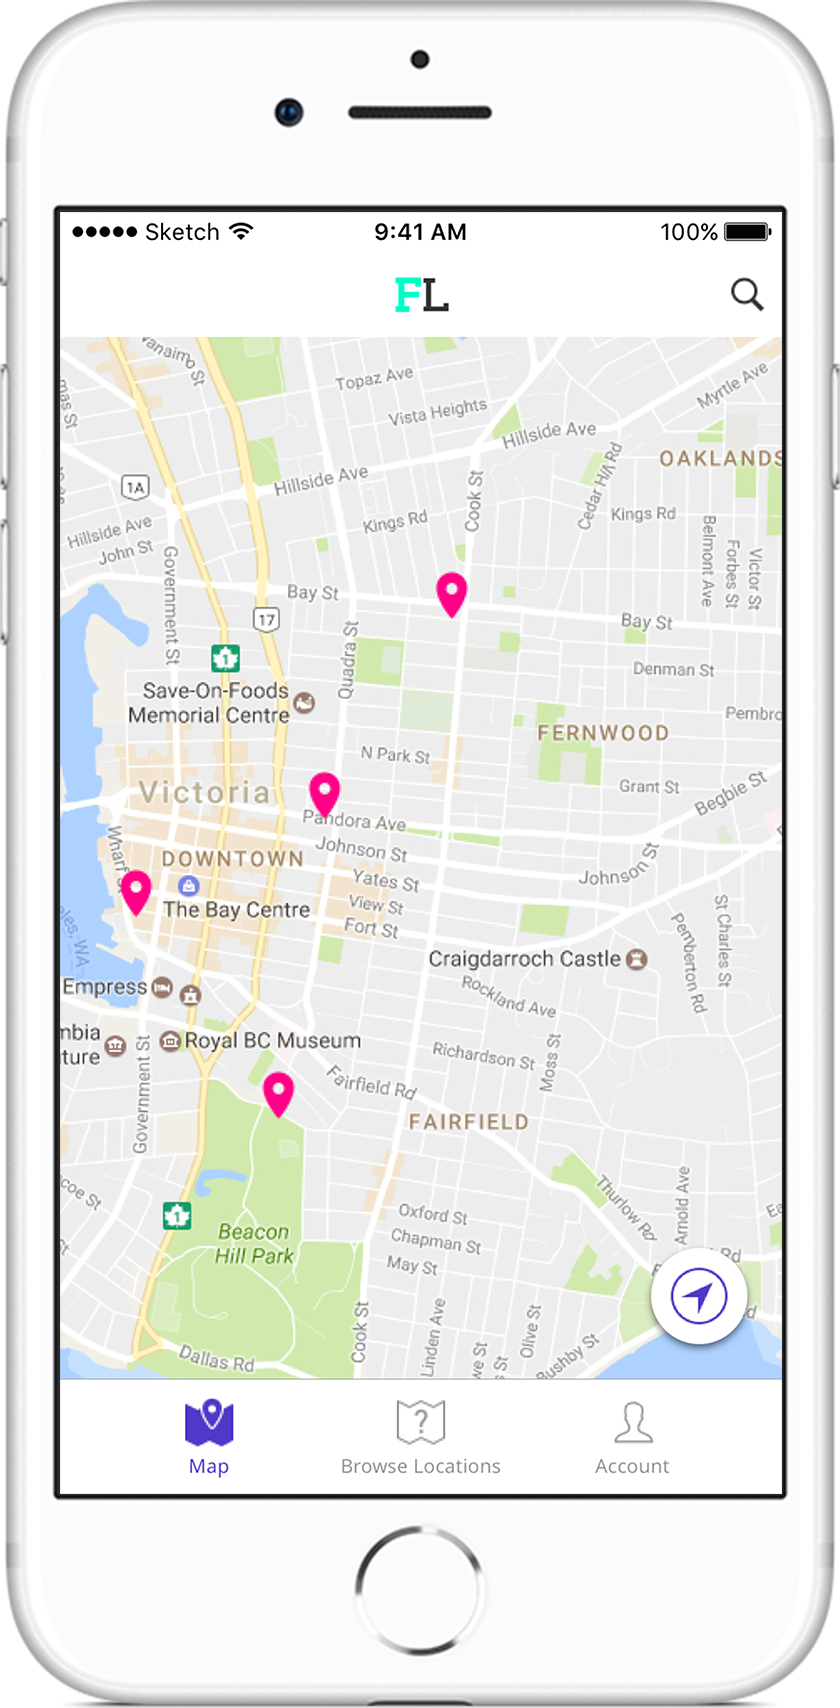 Sketch
9:41 AM
100%
FL
Topaz Ave
Vista Heights
Myrtle Ave
Hillside Ave
OAKLANDS
Hillside Ave
1A
Cook St
Cedar Hill Rd
Kings Rd
Kings Rd
Hillside Ave
John St
Government St
Belmont Ave
Forbes St
Victor St
Bay St
17
Bay St
Quadra St
1
Denman St
Save-On-Foods
Memorial Centre
Pembro
FERNWOOD
N Park St
Grant St
Begbie St
Victoria
Pandora Ave
Johnson St
DOWNTOWN
Johnson St
Yates St
The Bay Centre
View St
Fort St
St Charles St
Pemberton Rd
Craigdarroch Castle
Empress
Rockland Ave
mbia
ture
Royal BC Museum
Government St
Richardson St
Moss St
Fairfield Rd
FAIRFIELD
coe St
Thurlow Rd
Arnold Ave
1
Oxford St
Beacon
Hill Park
Chapman St
May St
Rd
Cook St
Linden Ave
Olive St
Bushby St
Dallas Rd
Map
?
Browse Locations
Account